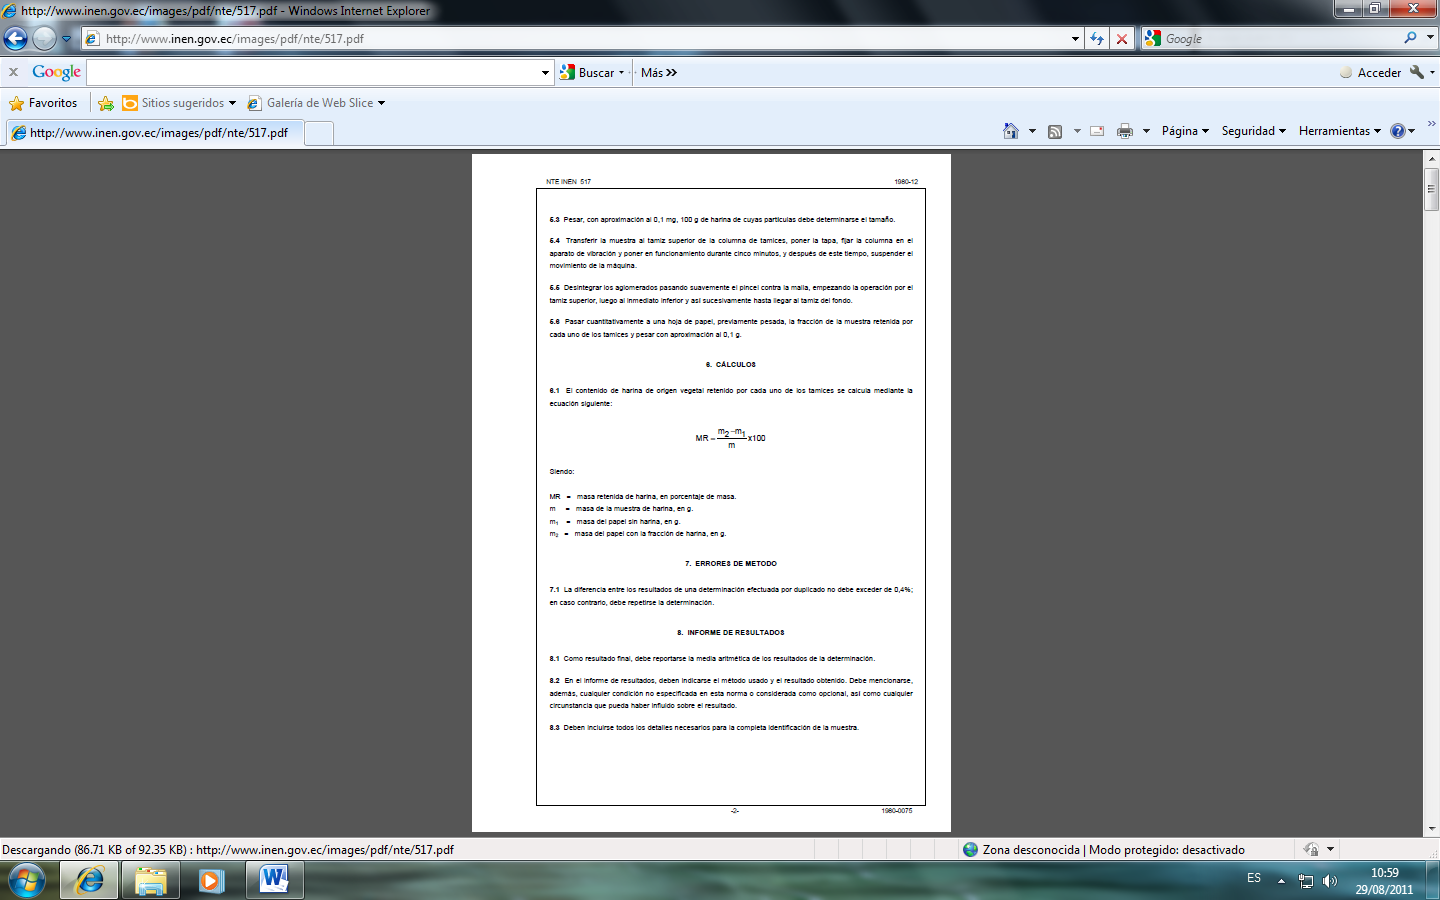 http://www.inen.gov.ec/images/pdf/nte/517.pdf - Windows Internet Explorer
http://www.inen.gov.ec/images/pdf/nte/517.pdf
Google
Google
Buscar
Más
Acceder
Favoritos
Sitios sugeridos
Galería de Web Slice
http://www.inen.gov.ec/images/pdf/nte/517.pdf
Página
Seguridad
Herramientas
NTE INEN 517
1980-12
5.3 Pesar, con aproximación al 0,1 mg, 100 g de harina de cuyas partículas debe determinarse el tamaño.
5.4 Transferir la muestra al tamiz superior de la columna de tamices, poner la tapa, fijar la columna en el
aparato de vibración y poner en funcionamiento durante cinco minutos, y después de este tiempo, suspender el
movimiento de la máquina.
5.5 Desintegrar los aglomerados pasando suavemente el pincel contra la malla, empezando la operación por el
tamiz superior, luego al inmediato inferior y así sucesivamente hasta llegar al tamiz del fondo.
5.6 Pasar cuantitativamente a una hoja de papel, previamente pesada, la fracción de la muestra retenida por
cada uno de los tamices y pesar con aproximación al 0,1 g.
6. CÁLCULOS
6.1 El contenido de harina de origen vegetal retenido por cada uno de los tamices se calcula mediante la
ecuación siguiente:
MR = (m2 – m1) / m x100
Siendo:
MR = masa retenida de harina, en porcentaje de masa.
m = masa de la muestra de harina, en g.
m1 = masa del papel sin harina, en g.
m2 = masa del papel con la fracción de harina, en g.
7. ERRORES DE METODO
7.1 La diferencia entre los resultados de una determinación efectuada por duplicado no debe exceder de 0,4%;
en caso contrario, debe repetirse la determinación.
8. INFORME DE RESULTADOS
8.1 Como resultado final, debe reportarse la media aritmética de los resultados de la determinación.
8.2 En el informe de resultados, deben indicarse el método usado y el resultado obtenido. Debe mencionarse,
además, cualquier condición no especificada en esta norma o considerada como opcional, así como cualquier
circunstancia que pueda haber influido sobre el resultado.
8.3 Deben incluirse todos los detalles necesarios para la completa identificación de la muestra.
-2-
1980-0075
Descargando (86.71 KB of 92.35 KB) : http://www.inen.gov.ec/images/pdf/nte/517.pdf
Zona desconocida | Modo protegido: desactivado
ES
10:59
29/08/2011